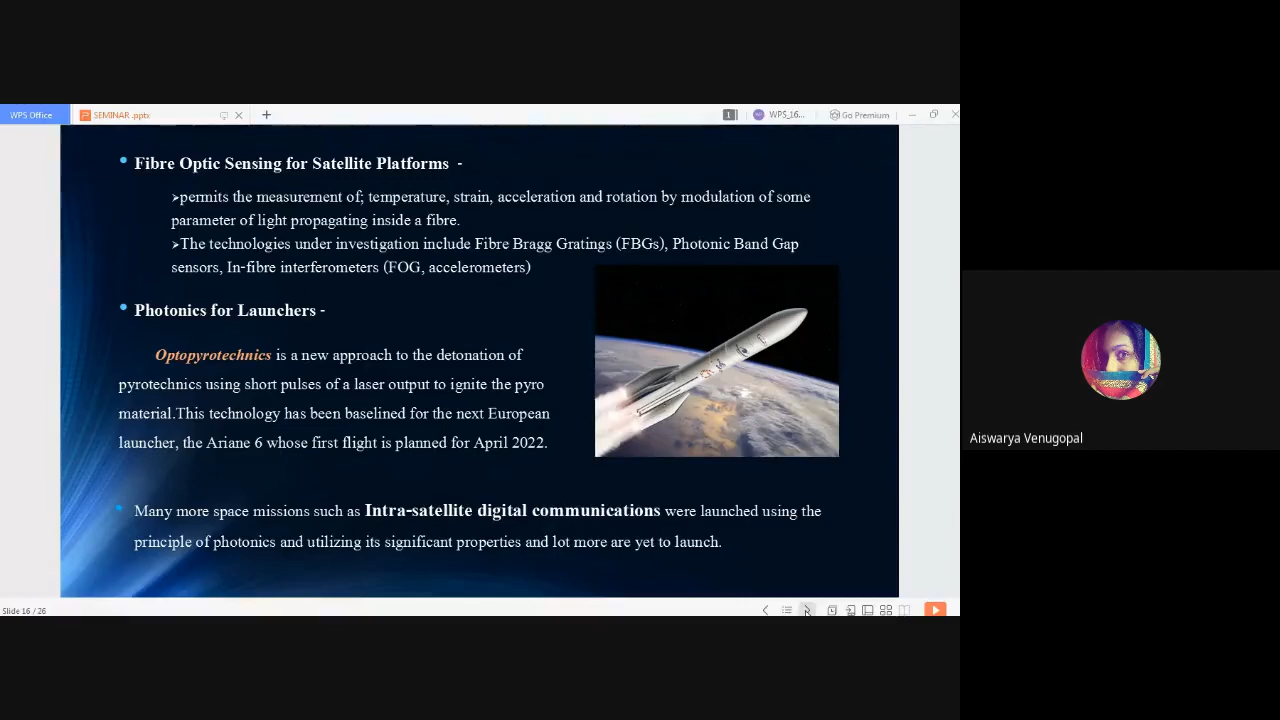 WPS Office
SEMINAR .pptx
1
WPS_16...
Go Premium
• Fibre Optic Sensing for Satellite Platforms -
➢permits the measurement of; temperature, strain, acceleration and rotation by modulation of some
parameter of light propagating inside a fibre.
➢The technologies under investigation include Fibre Bragg Gratings (FBGs), Photonic Band Gap
sensors, In-fibre interferometers (FOG, accelerometers)
• Photonics for Launchers -
Optopyrotechnics is a new approach to the detonation of
pyrotechnics using short pulses of a laser output to ignite the pyro
material.This technology has been baselined for the next European
launcher, the Ariane 6 whose first flight is planned for April 2022.
• Many more space missions such as Intra-satellite digital communications were launched using the
principle of photonics and utilizing its significant properties and lot more are yet to launch.
Slide 16 / 26
Aiswarya Venugopal